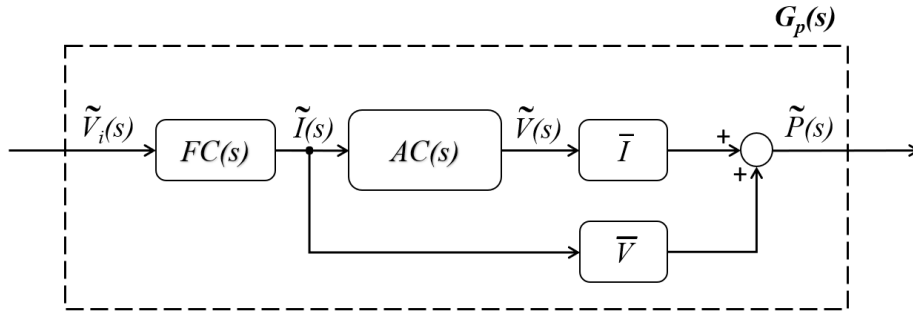 G_p(s)
Ṽ_i(s) FC(s) Ĩ(s) AC(s) Ṽ(s) I̅ + P̃(s)
+
V̅